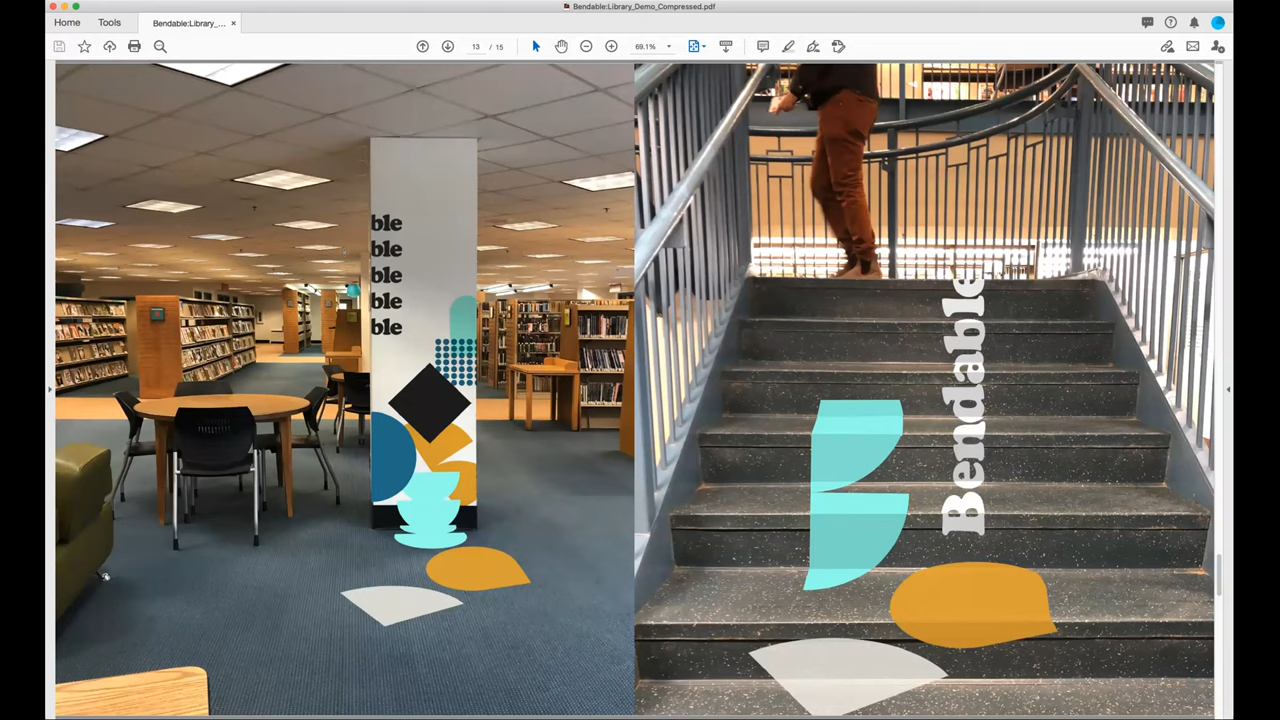 Bendable:Library_Demo_Compressed.pdf
Home Tools Bendable:Library_... ×
13 / 15 69.1%
ble
ble
ble
ble
ble
Bendable